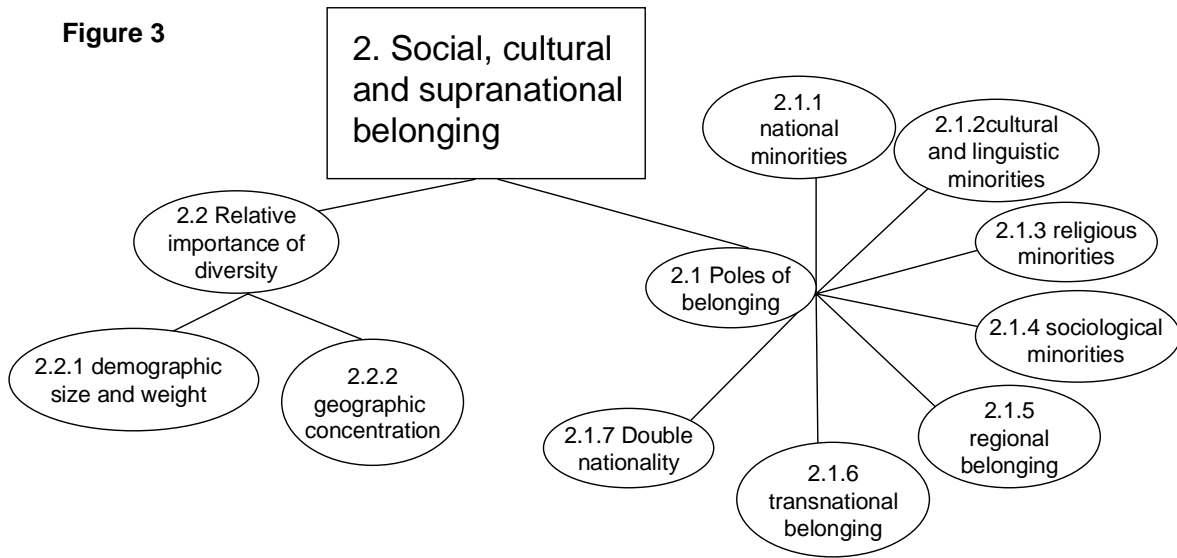 Figure 3
2. Social, cultural
and supranational
belonging
2.1.1
national
minorities
2.1.2cultural
and linguistic
minorities
2.2 Relative
importance of
diversity
2.1.3 religious
minorities
2.1 Poles of
belonging
2.1.4 sociological
minorities
2.2.1 demographic
size and weight
2.2.2
geographic
concentration
2.1.5
regional
belonging
2.1.7 Double
nationality
2.1.6
transnational
belonging